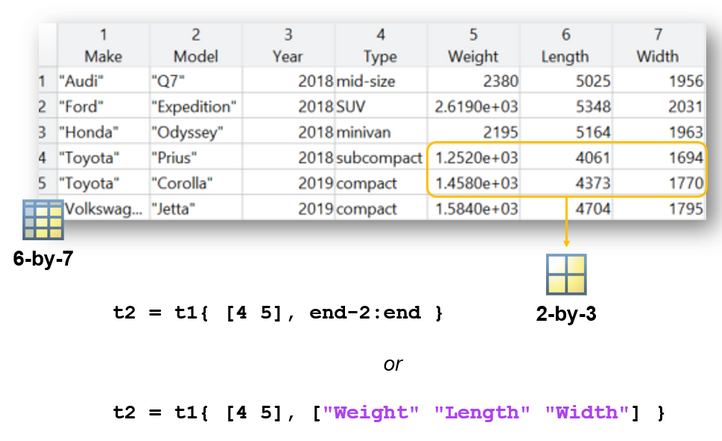 1 2 3 4 5 6 7
Make Model Year Type Weight Length Width
1 "Audi" "Q7" 2018 mid-size 2380 5025 1956
2 "Ford" "Expedition" 2018 SUV 2.6190e+03 5348 2031
3 "Honda" "Odyssey" 2018 minivan 2195 5164 1963
4 "Toyota" "Prius" 2018 subcompact 1.2520e+03 4061 1694
5 "Toyota" "Corolla" 2019 compact 1.4580e+03 4373 1770
Volkswag... "Jetta" 2019 compact 1.5840e+03 4704 1795
6-by-7
2-by-3
t2 = t1{ [4 5], end-2:end }
or
t2 = t1{ [4 5], ["Weight" "Length" "Width"] }